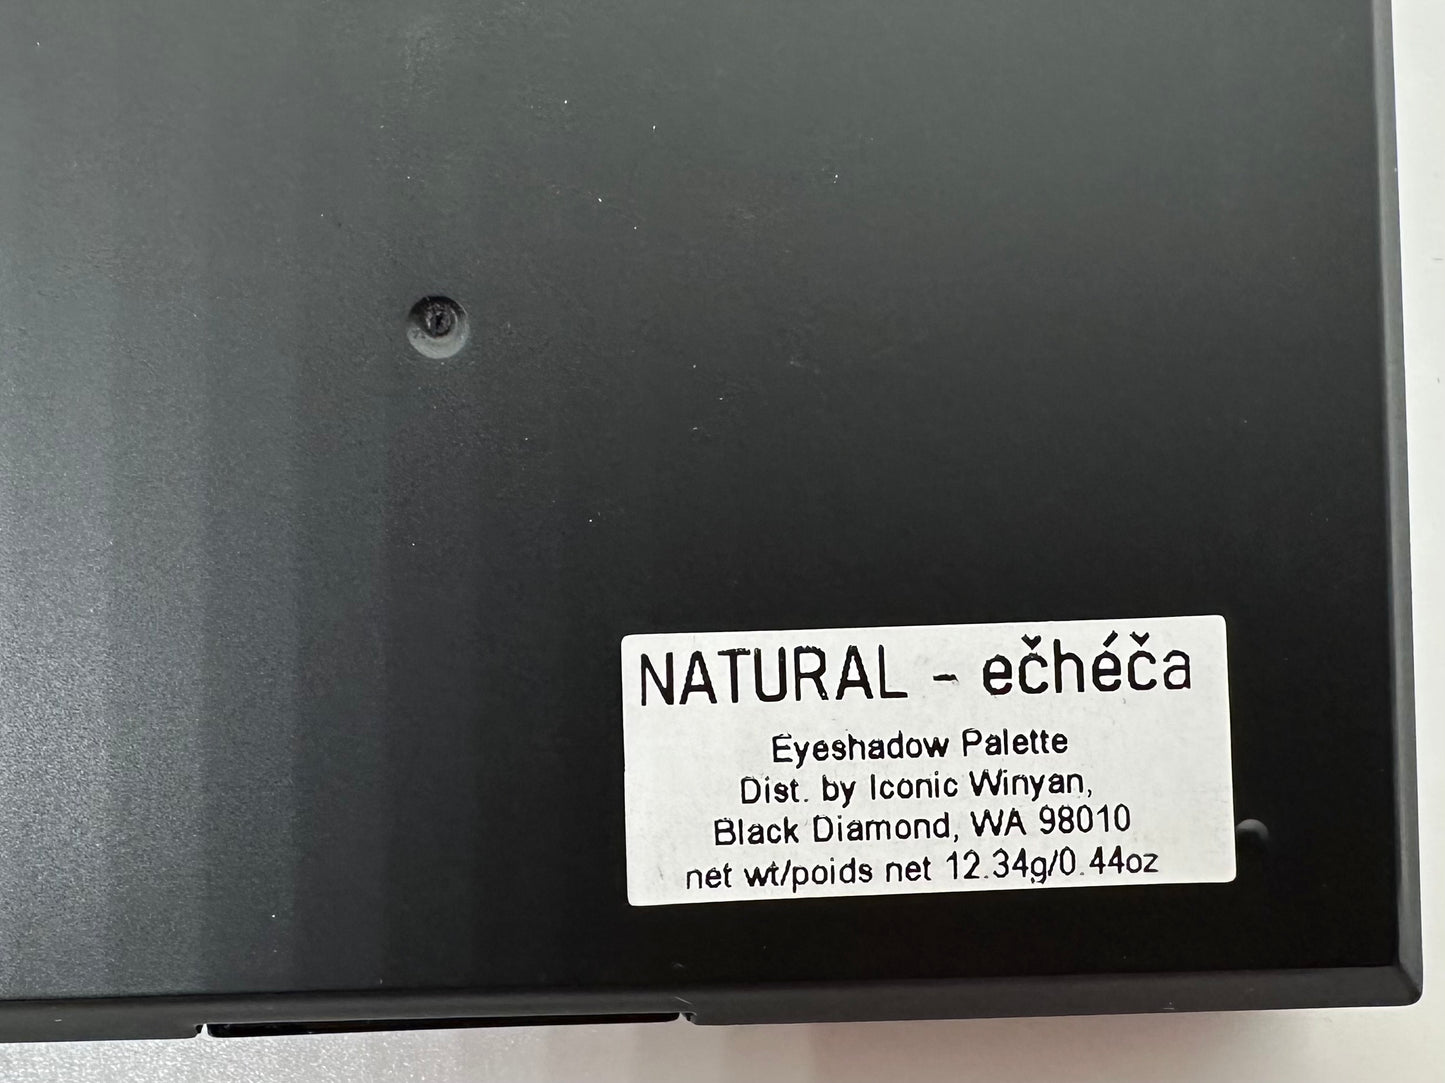 NATURAL - ečhéča
Eyeshadow Palette
Dist. by Iconic Winyan,
Black Diamond, WA 98010
net wt/poids net 12.34g/0.44oz